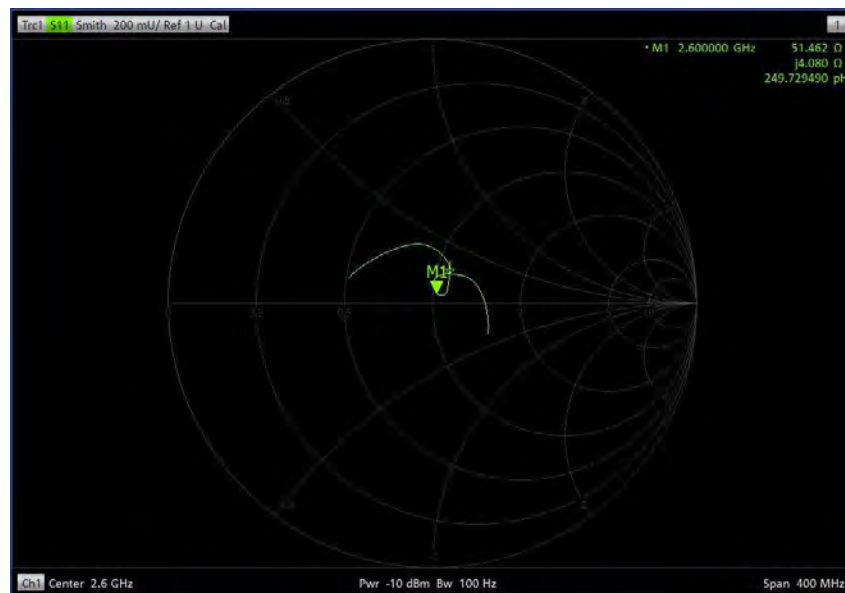 Trc1 S11 Smith 200 mU/ Ref 1 U Cal
1
• M1 2.600000 GHz 51.462 Ω
j4.080 Ω
249.729490 pH
M1
Ch1 Center 2.6 GHz Pwr -10 dBm Bw 100 Hz Span 400 MHz